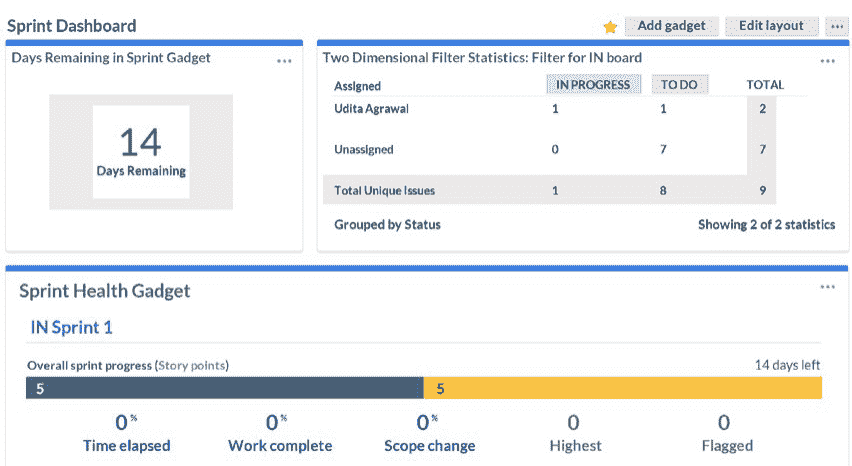 Sprint Dashboard
Add gadget
Edit layout
Days Remaining in Sprint Gadget
14
Days Remaining
Two Dimensional Filter Statistics: Filter for IN board
Assigned IN PROGRESS TO DO TOTAL
Udita Agrawal 1 1 2
Unassigned 0 7 7
Total Unique Issues 1 8 9
Grouped by Status Showing 2 of 2 statistics
Sprint Health Gadget
IN Sprint 1
Overall sprint progress (Story points) 14 days left
5 5
0% 0% 0% 0 0
Time elapsed Work complete Scope change Highest Flagged